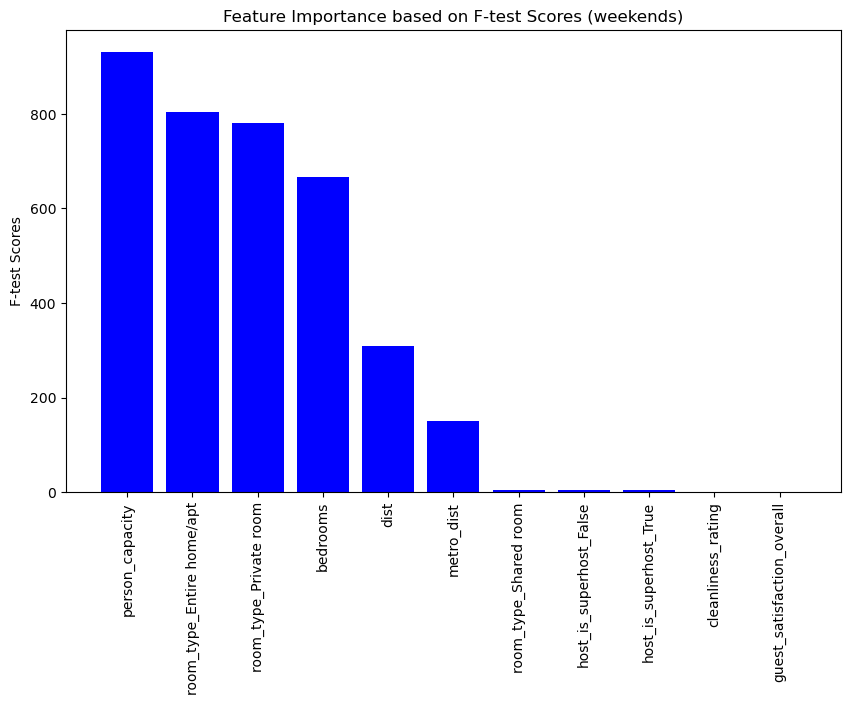 Feature Importance based on F-test Scores (weekends)
F-test Scores
800
600
400
200
0
person_capacity
room_type_Entire home/apt
room_type_Private room
bedrooms
dist
metro_dist
room_type_Shared room
host_is_superhost_False
host_is_superhost_True
cleanliness_rating
guest_satisfaction_overall